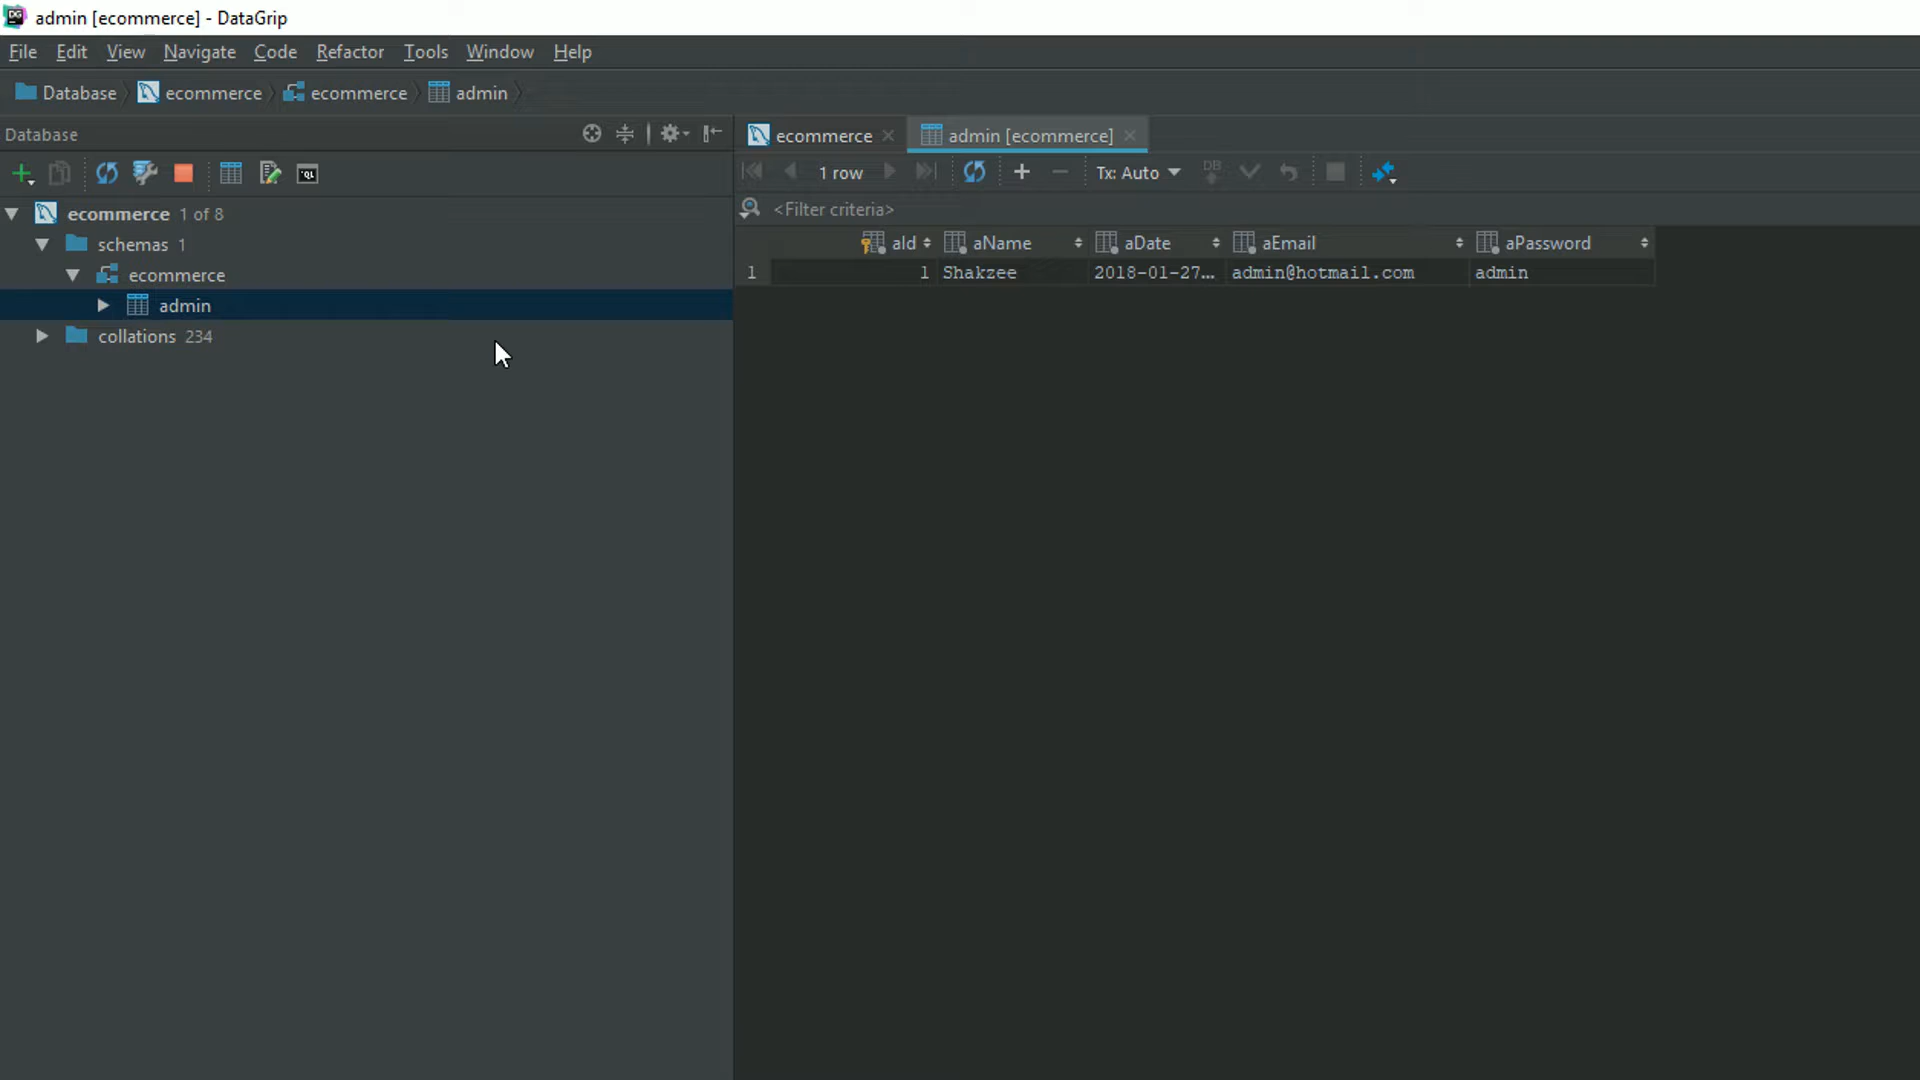 admin [ecommerce] - DataGrip
File Edit View Navigate Code Refactor Tools Window Help
Database ecommerce ecommerce admin
Database
ecommerce admin [ecommerce]
1 row Tx: Auto DB
<Filter criteria>
ecommerce 1 of 8
schemas 1
ecommerce
admin
collations 234
aId aName aDate aEmail aPassword
1 1 Shakzee 2018-01-27… admin@hotmail.com admin